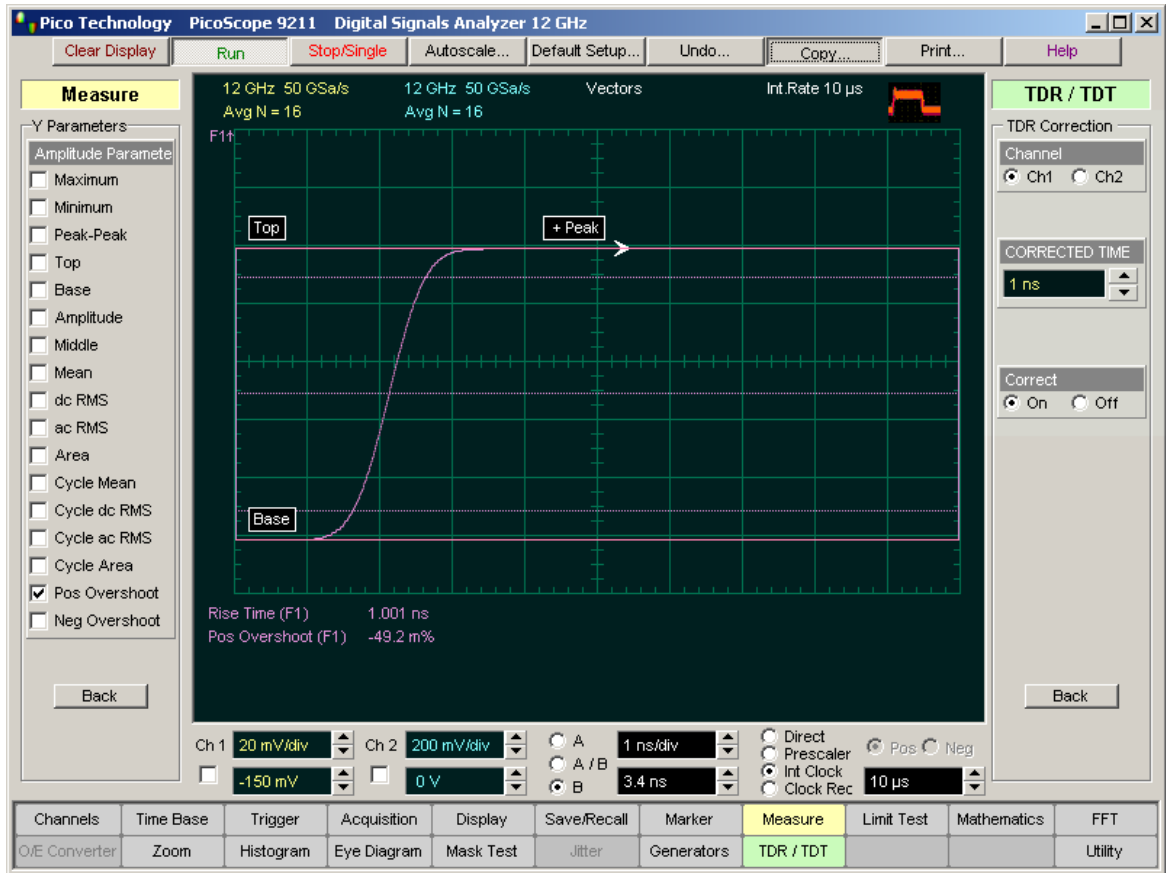 Pico Technology PicoScope 9211 Digital Signals Analyzer 12 GHz
Clear Display Run Stop/Single Autoscale... Default Setup... Undo... Copy... Print... Help
Measure
Y Parameters
Amplitude Paramete
Maximum
Minimum
Peak-Peak
Top
Base
Amplitude
Middle
Mean
dc RMS
ac RMS
Area
Cycle Mean
Cycle dc RMS
Cycle ac RMS
Cycle Area
Pos Overshoot
Neg Overshoot
Back
12 GHz 50 GSa/s 12 GHz 50 GSa/s Vectors Int.Rate 10 µs
Avg N = 16 Avg N = 16
F1↑
Top + Peak
Base
Rise Time (F1) 1.001 ns
Pos Overshoot (F1) -49.2 m%
TDR / TDT
TDR Correction
Channel
Ch1 Ch2
CORRECTED TIME
1 ns
Correct
On Off
Back
Ch 1 20 mV/div Ch 2 200 mV/div A 1 ns/div Direct
A / B Prescaler Pos Neg
-150 mV 0 V B 3.4 ns Int Clock 10 µs
Clock Rec
Channels Time Base Trigger Acquisition Display Save/Recall Marker Measure Limit Test Mathematics FFT
O/E Converter Zoom Histogram Eye Diagram Mask Test Jitter Generators TDR / TDT Utility